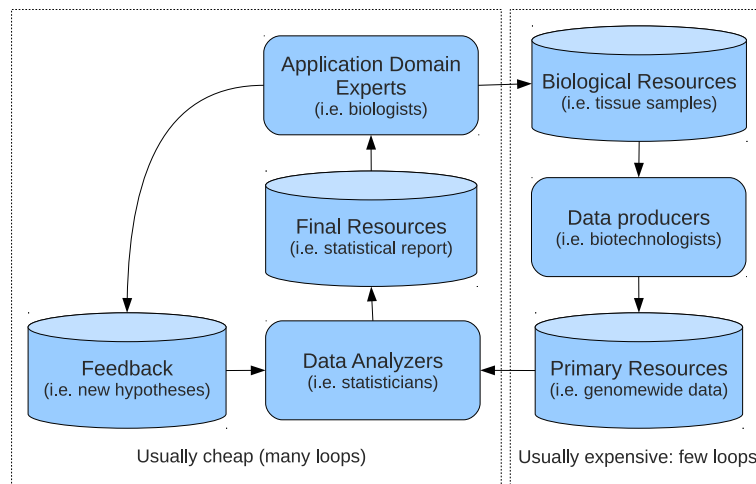 Application Domain
Experts
(i.e. biologists)
Biological Resources
(i.e. tissue samples)
Final Resources
(i.e. statistical report)
Data producers
(i.e. biotechnologists)
Feedback
(i.e. new hypotheses)
Data Analyzers
(i.e. statisticians)
Primary Resources
(i.e. genomewide data)
Usually cheap (many loops)
Usually expensive: few loops